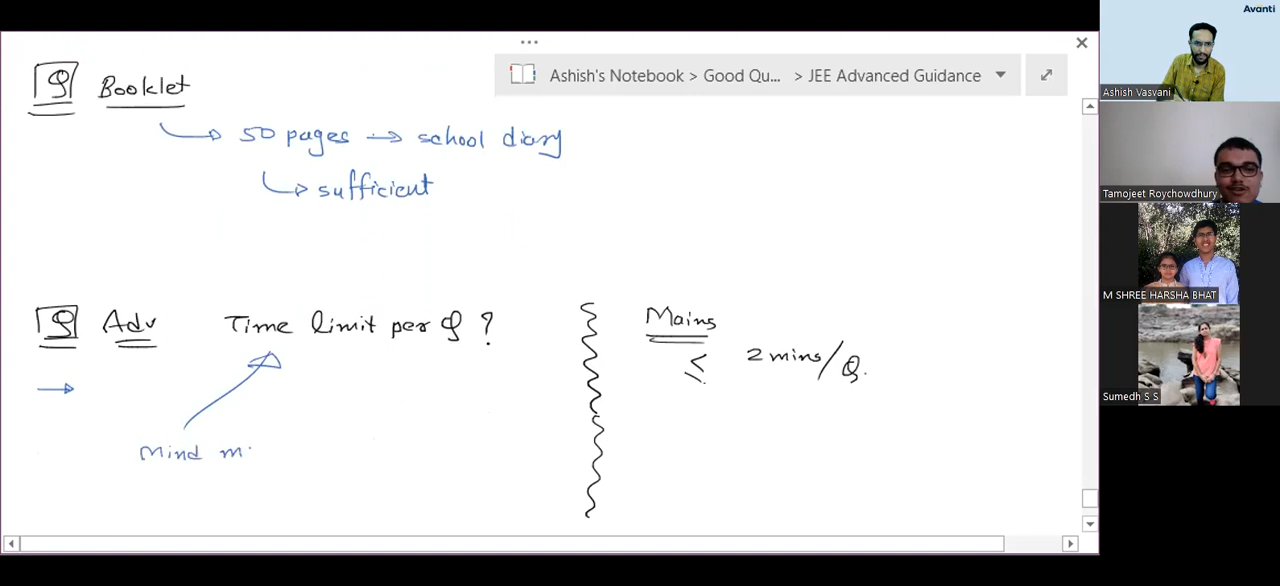 Avanti
...
Ashish's Notebook > Good Qu... > JEE Advanced Guidance
Q Booklet
↳ 50 pages → school diary
↳ sufficient
Q Adv Time limit per Q ?
→
Mind m
Mains
≤ 2 mins/Q.
Ashish Vasvani
Tamojeet Roychowdhury
M SHREE HARSHA BHAT
Sumedh S S